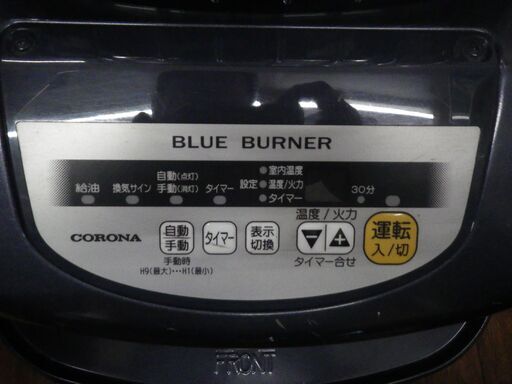 BLUE BURNER
給油
換気サイン
自動(点灯)
手動(消灯)
タイマー
設定
室内温度
温度/火力
タイマー
30分
CORONA
自動
手動
手動時
H9(最大)…H1(最小)
タイマー
表示
切換
温度/火力
タイマー合せ
運転
入/切
FRONT